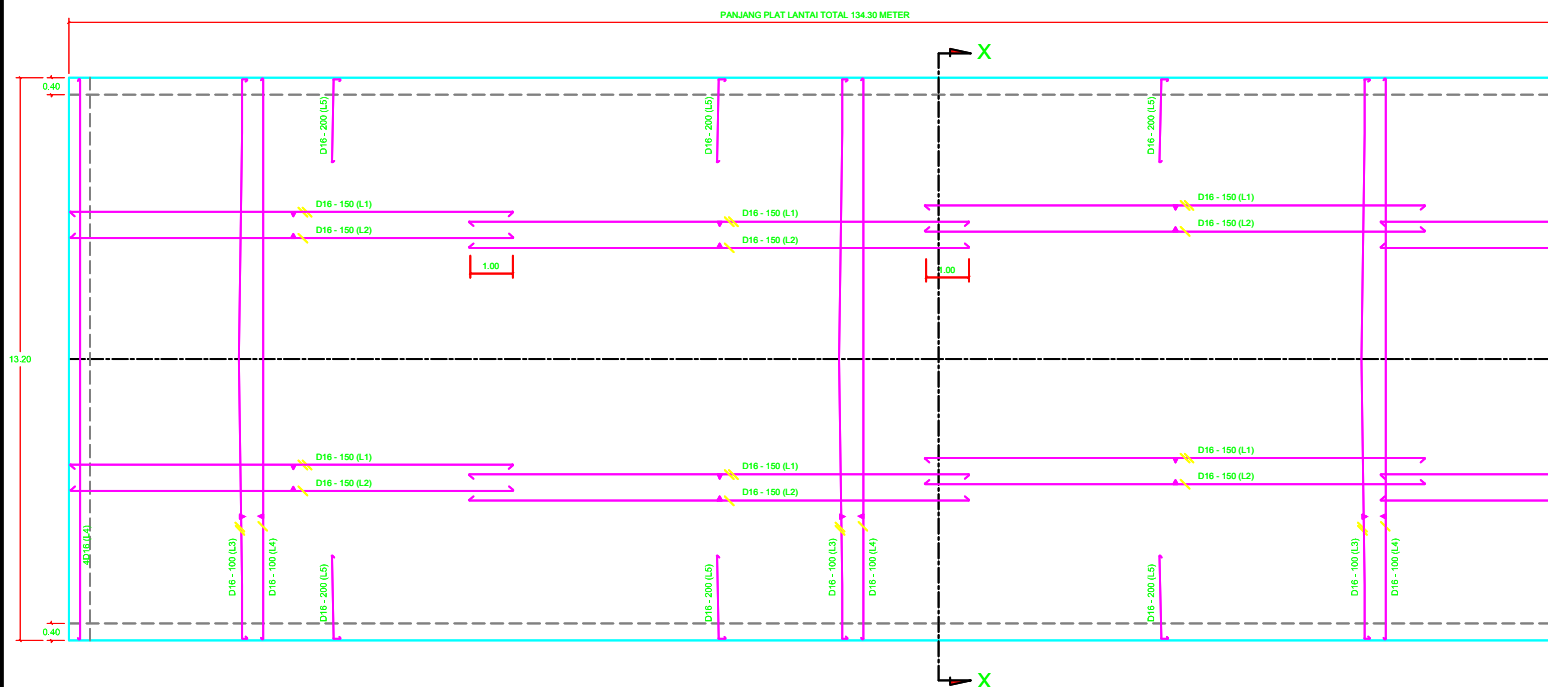 PANJANG PLAT LANTAI TOTAL 134.30 METER
X
0.40
D16 - 200 (L5)
D16 - 200 (L5)
D16 - 200 (L5)
D16 - 150 (L1)
D16 - 150 (L1)
D16 - 150 (L1)
D16 - 150 (L2)
D16 - 150 (L2)
D16 - 150 (L2)
1.00
1.00
13.20
D16 - 150 (L1)
D16 - 150 (L1)
D16 - 150 (L1)
D16 - 150 (L2)
D16 - 150 (L2)
D16 - 150 (L2)
4D16 (L4)
D16 - 100 (L3)
D16 - 100 (L4)
D16 - 200 (L5)
D16 - 200 (L5)
D16 - 100 (L3)
D16 - 100 (L4)
D16 - 200 (L5)
D16 - 100 (L3)
D16 - 100 (L4)
0.40
X